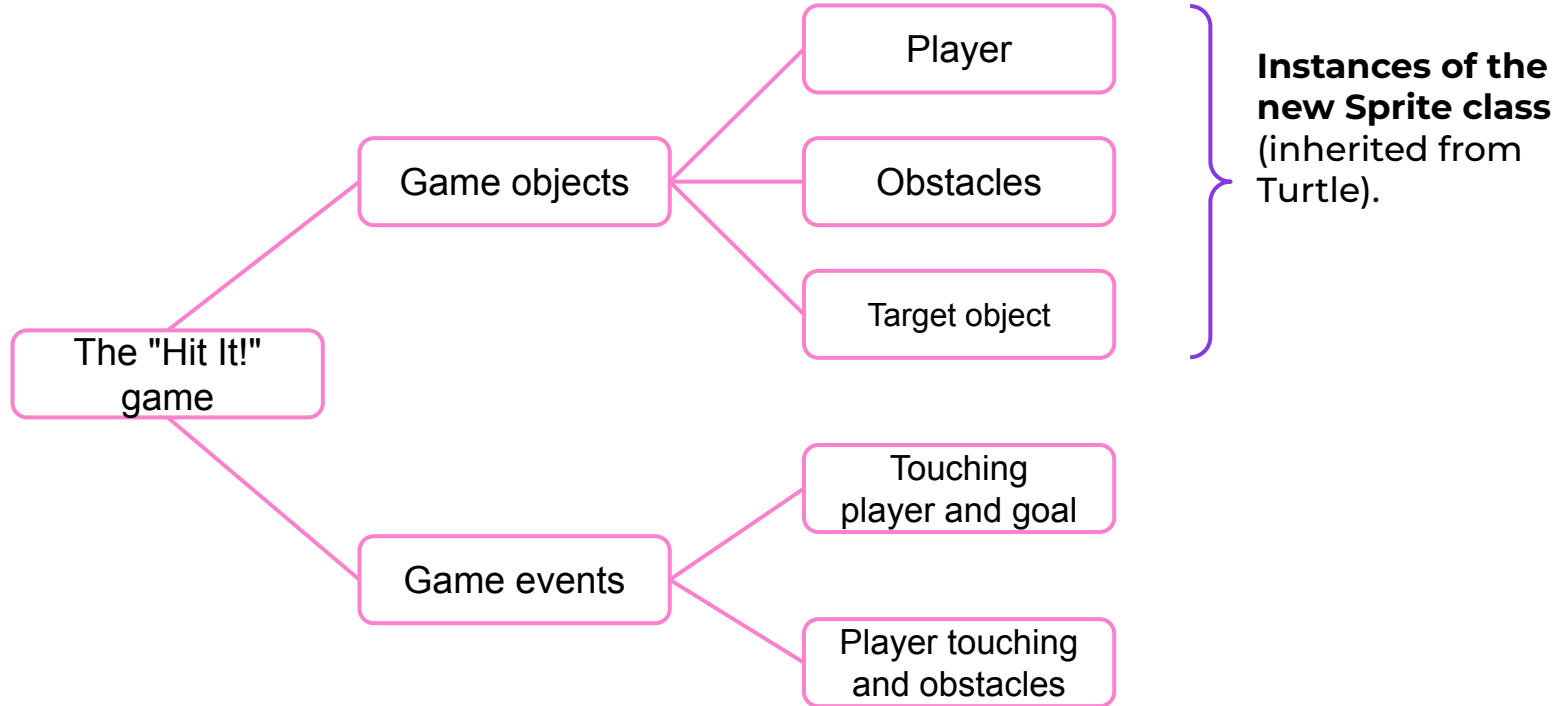 Player
Instances of the
new Sprite class
(inherited from
Turtle).
Game objects
Obstacles
Target object
The "Hit It!"
game
Touching
player and goal
Game events
Player touching
and obstacles